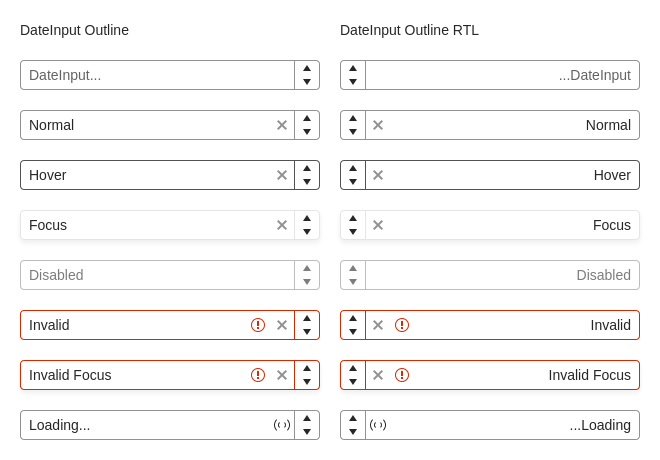 DateInput Outline
DateInput Outline RTL
DateInput...
...DateInput
Normal
Normal
Hover
Hover
Focus
Focus
Disabled
Disabled
Invalid
Invalid
Invalid Focus
Invalid Focus
Loading...
...Loading